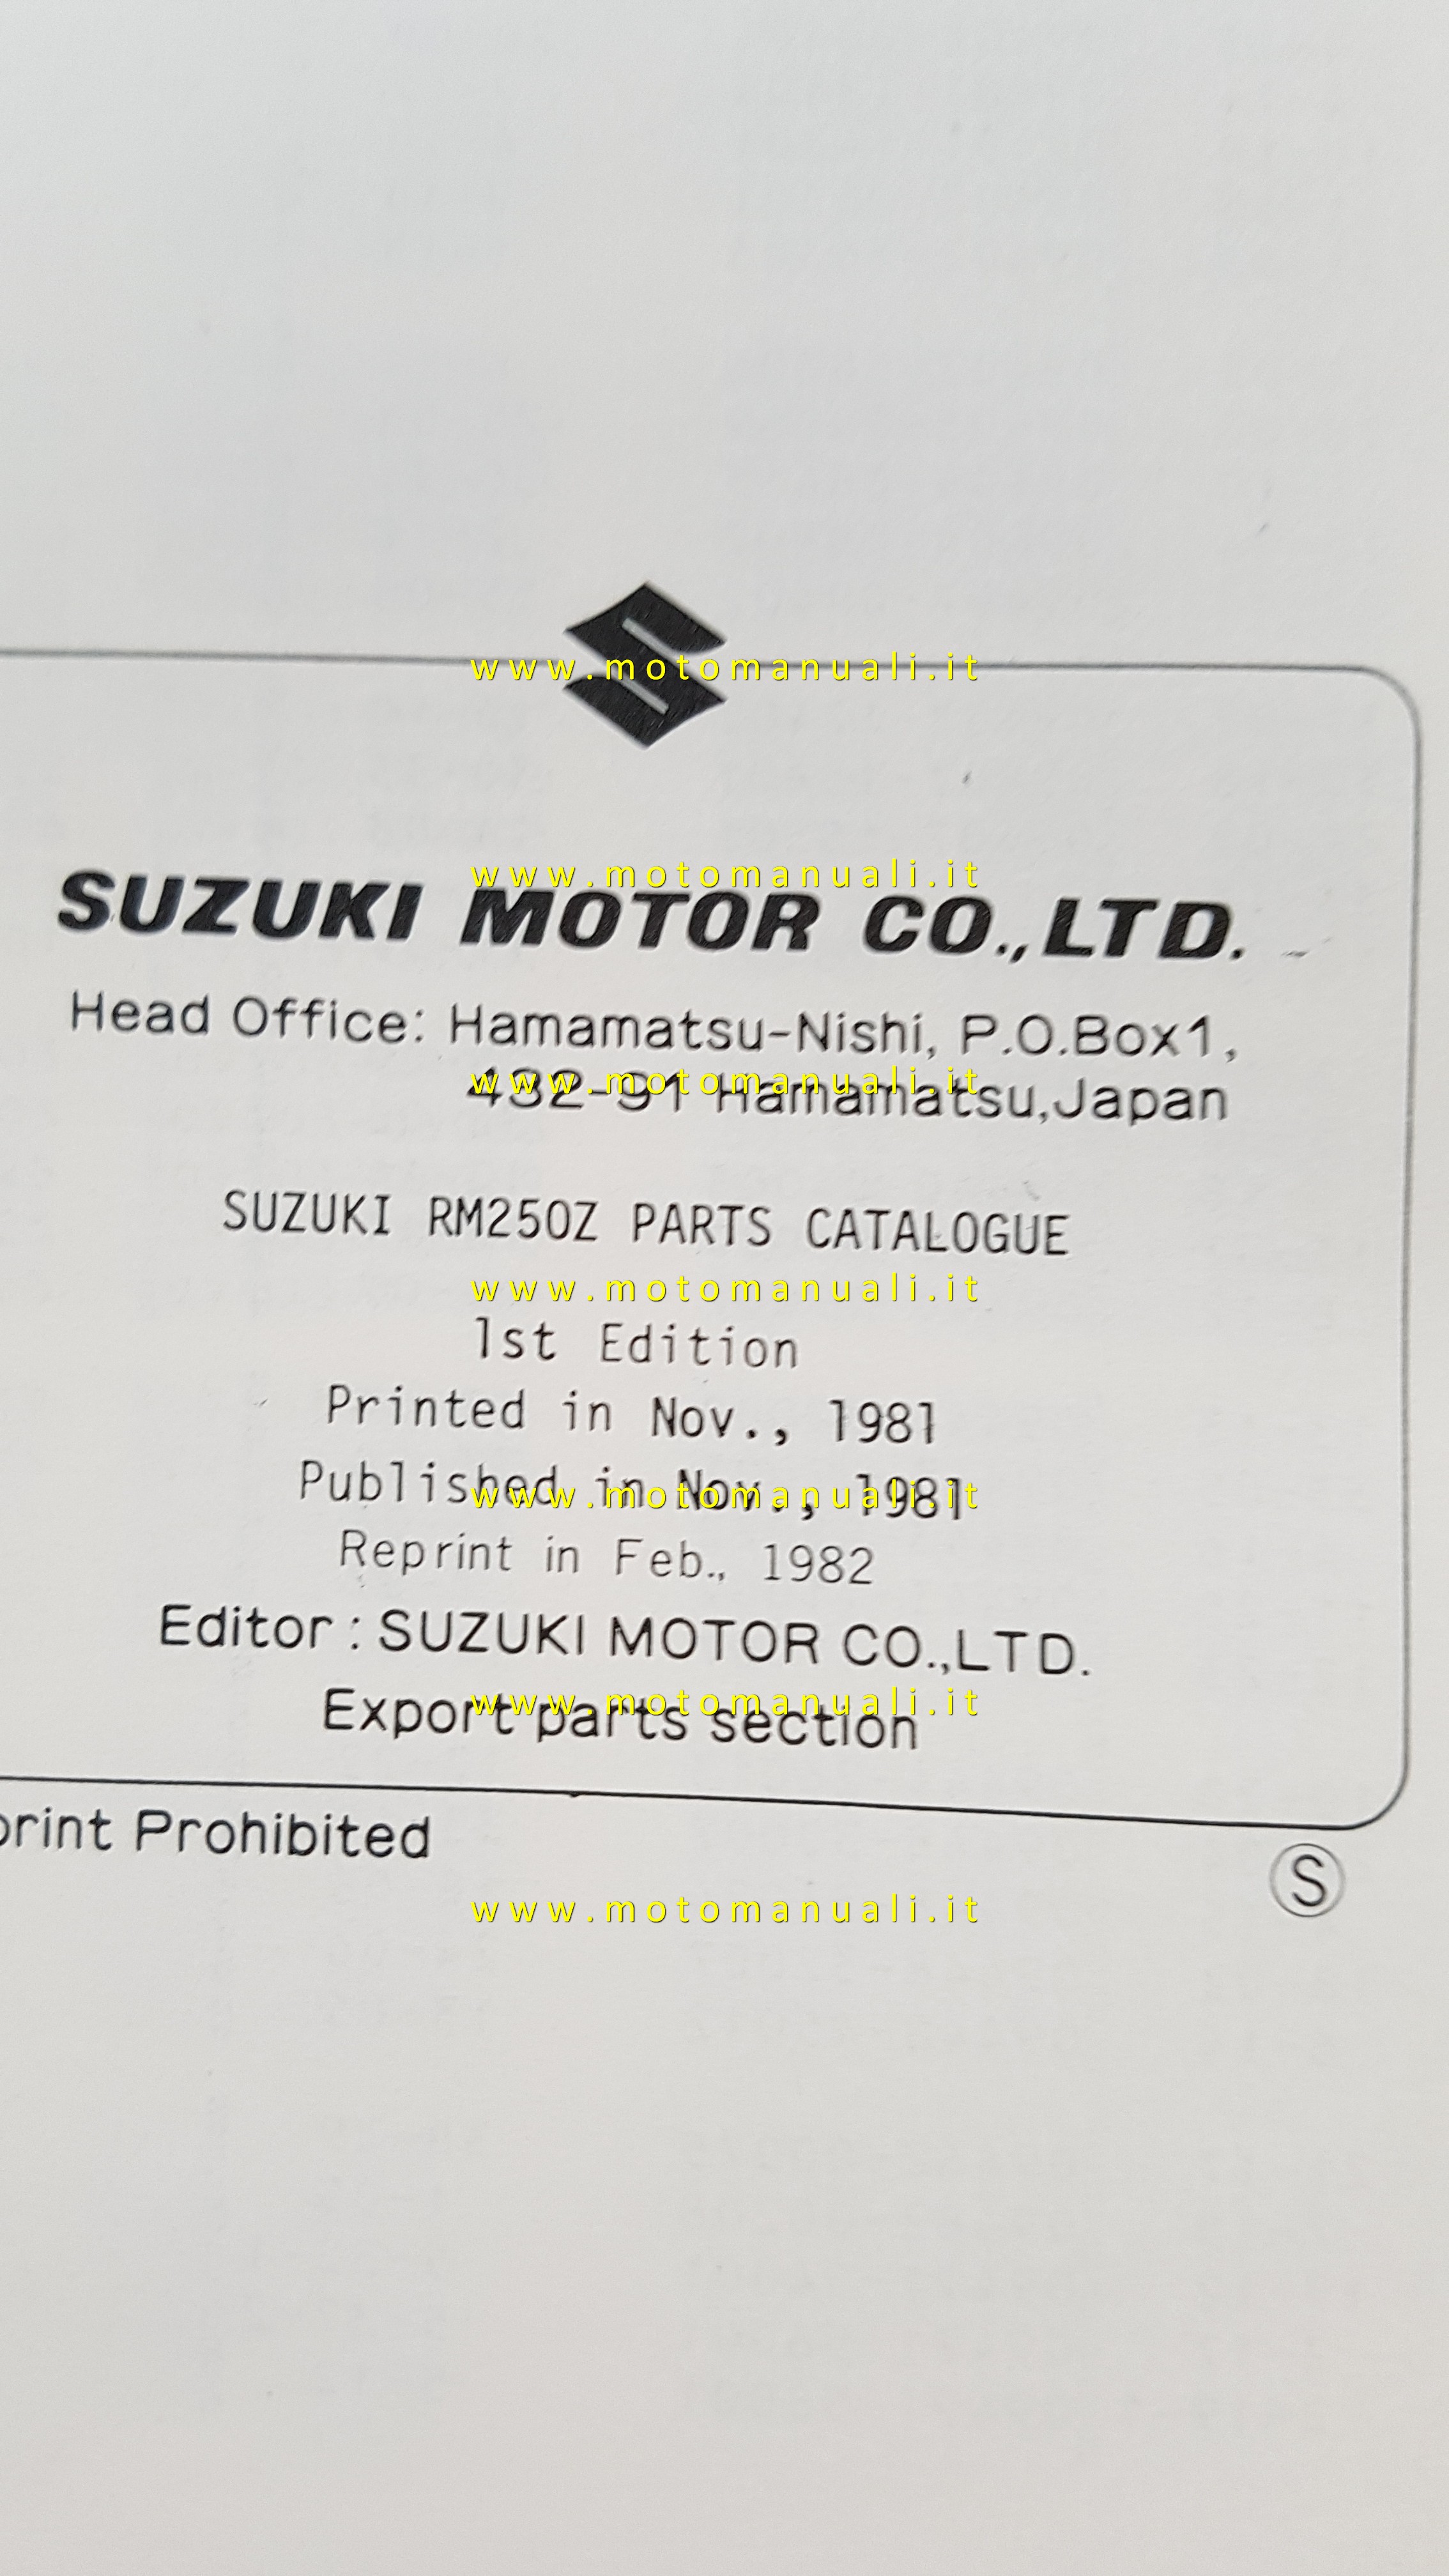 www.motomanuali.it
www.motomanuali.it
SUZUKI MOTOR CO.,LTD.
Head Office: Hamamatsu-Nishi, P.O.Box1,
www.motomanuali.it
432-91 Hamamatsu,Japan
SUZUKI RM250Z PARTS CATALOGUE
www.motomanuali.it
1st Edition
Printed in Nov., 1981
Published in Nov., 1981
www.motomanuali.it
Reprint in Feb., 1982
Editor : SUZUKI MOTOR CO.,LTD.
www.motomanuali.it
Export parts section
print Prohibited
S
www.motomanuali.it